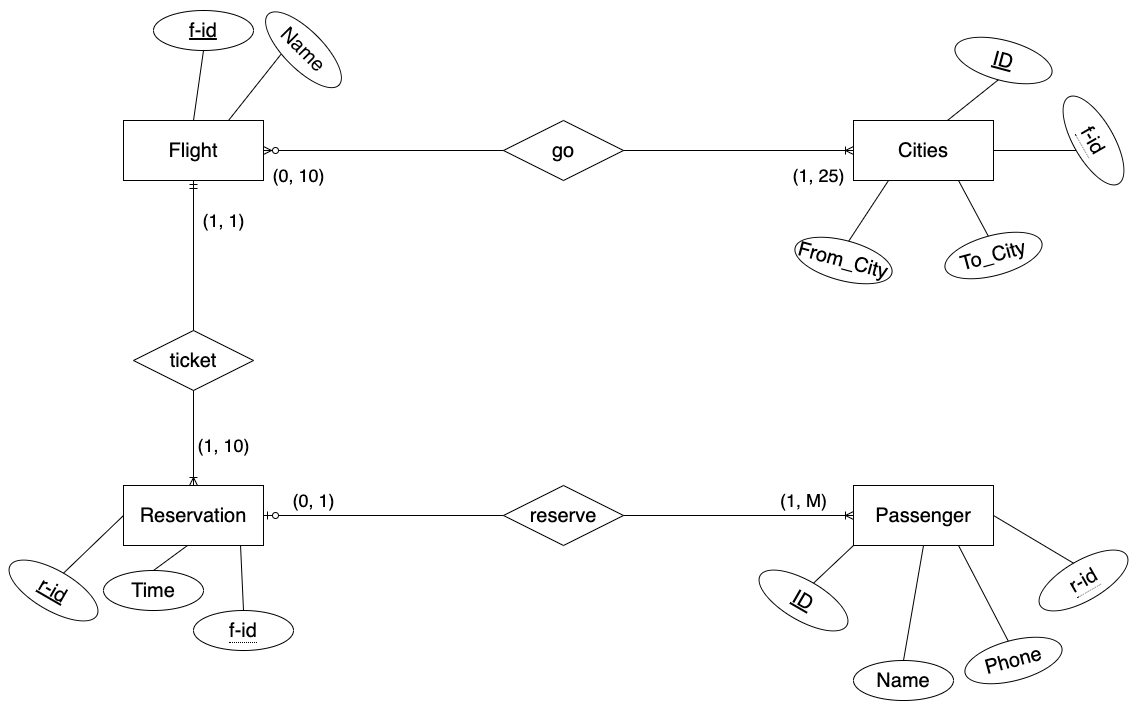 f-id
Name
ID
f-id
Flight
go
Cities
(0, 10)
(1, 25)
(1, 1)
From_City
To_City
ticket
(1, 10)
(0, 1)
(1, M)
Reservation
reserve
Passenger
r-id
Time
f-id
ID
Name
Phone
r-id